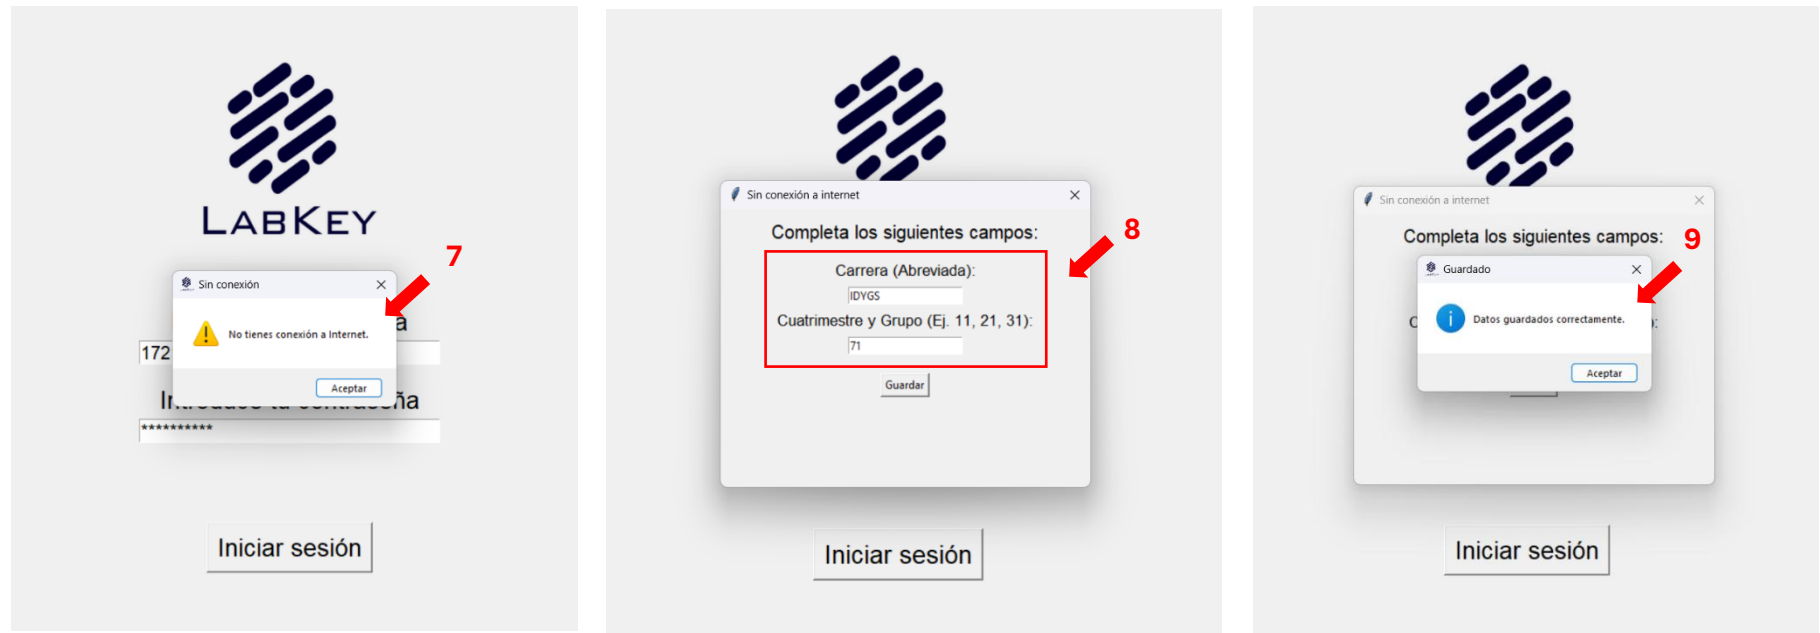 LABKEY
7
Sin conexión
No tienes conexión a Internet.
a
172
Aceptar
contraseña
**********
Iniciar sesión
Sin conexión a internet
8
Completa los siguientes campos:
Carrera (Abreviada):
IDYGS
Cuatrimestre y Grupo (Ej. 11, 21, 31):
71
Guardar
Iniciar sesión
Sin conexión a internet
Completa los siguientes campos:
9
Guardado
C
i
Datos guardados correctamente.
):
Aceptar
Iniciar sesión